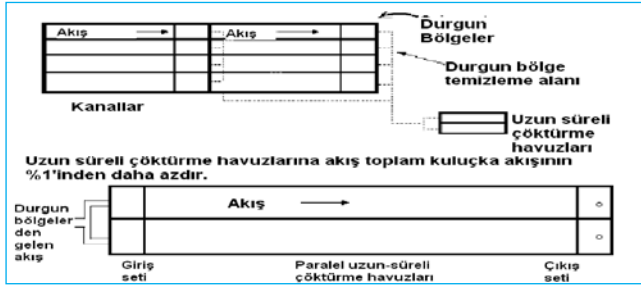 Akış
Akış
Durgun
Bölgeler
Durgun bölge
temizleme alanı
Kanallar
Uzun süreli
çöktürme
havuzları
Uzun süreli çöktürme havuzlarına akış toplam kuluçka akışının
%1'inden daha azdır.
Durgun
bölgeler
den
gelen
akış
Akış
Giriş
seti
Paralel uzun-süreli
çöktürme havuzları
Çıkış
seti